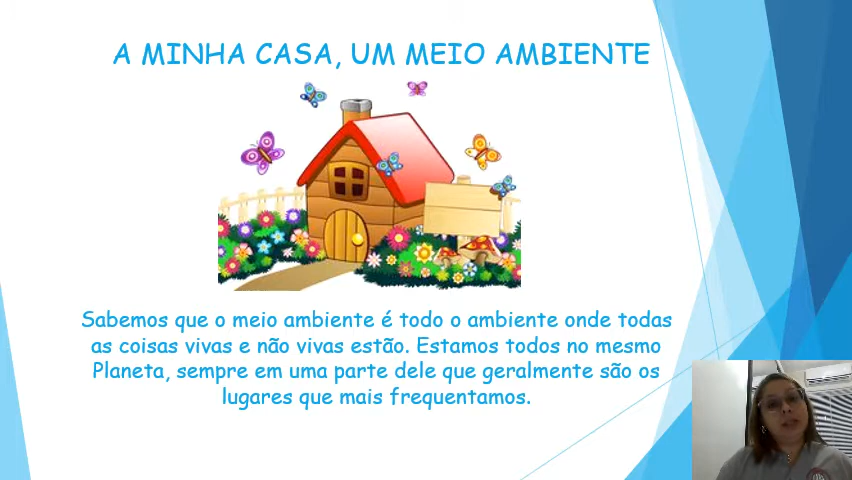 A MINHA CASA, UM MEIO AMBIENTE
Sabemos que o meio ambiente é todo o ambiente onde todas
as coisas vivas e não vivas estão. Estamos todos no mesmo
Planeta, sempre em uma parte dele que geralmente são os
lugares que mais frequentamos.